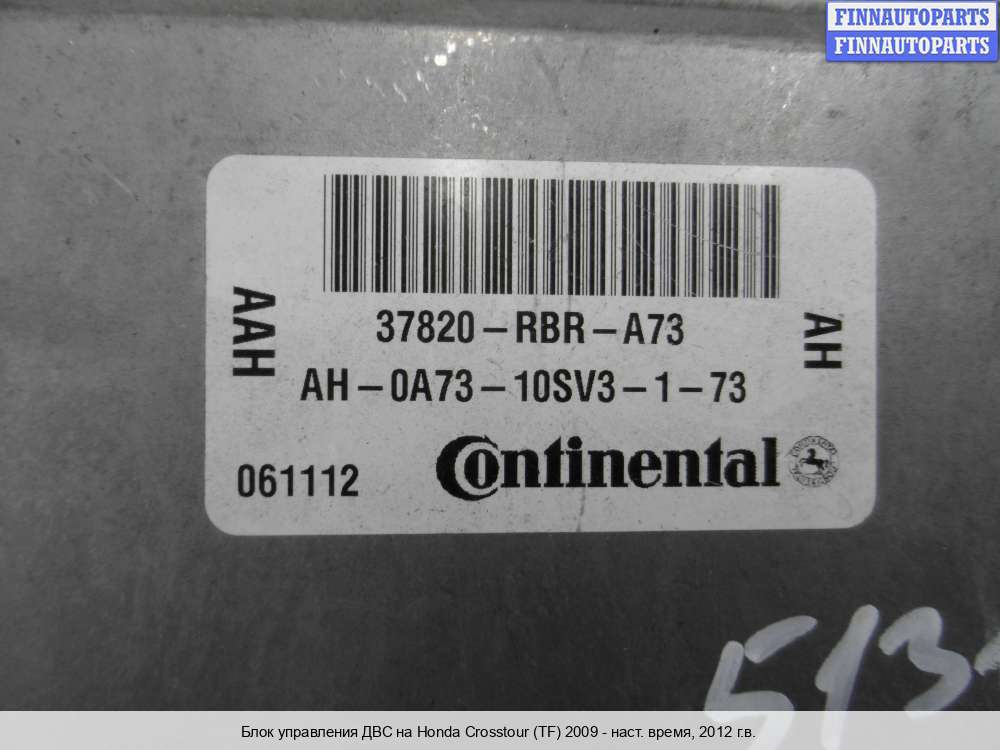 FINNAUTOPARTS
FINNAUTOPARTS
AAH
37820-RBR-A73
AH
AH-0A73-10SV3-1-73
061112
Continental
513
Блок управления ДВС на Honda Crosstour (TF) 2009 - наст. время, 2012 г.в.